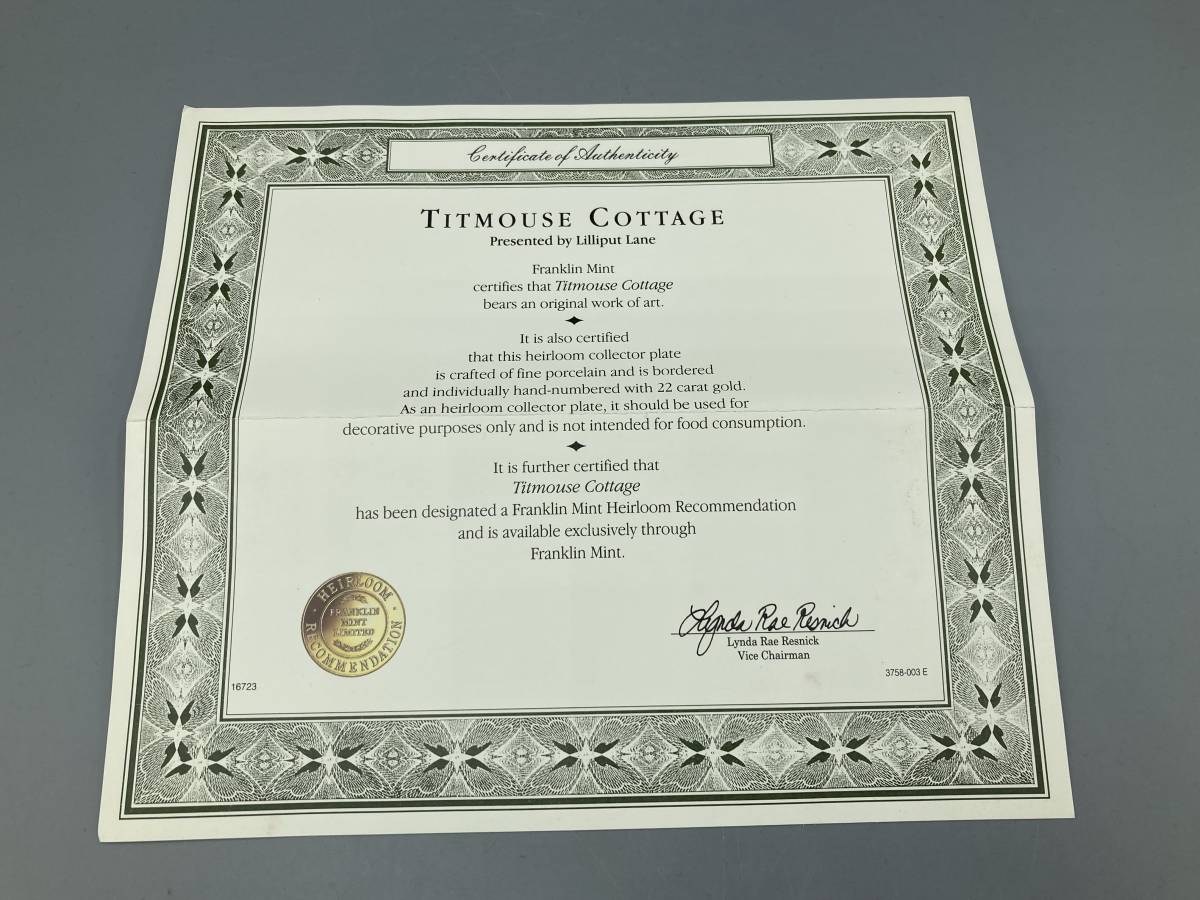 Certificate of Authenticity
TITMOUSE COTTAGE
Presented by Lilliput Lane
Franklin Mint
certifies that Titmouse Cottage
bears an original work of art.
It is also certified
that this heirloom collector plate
is crafted of fine porcelain and is bordered
and individually hand-numbered with 22 carat gold.
As an heirloom collector plate, it should be used for
decorative purposes only and is not intended for food consumption.
It is further certified that
Titmouse Cottage
has been designated a Franklin Mint Heirloom Recommendation
and is available exclusively through
Franklin Mint.
HEIRLOOM
FRANKLIN
MINT
LIMITED
RECOMMENDATION
Lynda Rae Resnick
Lynda Rae Resnick
Vice Chairman
16723
3758-003 E